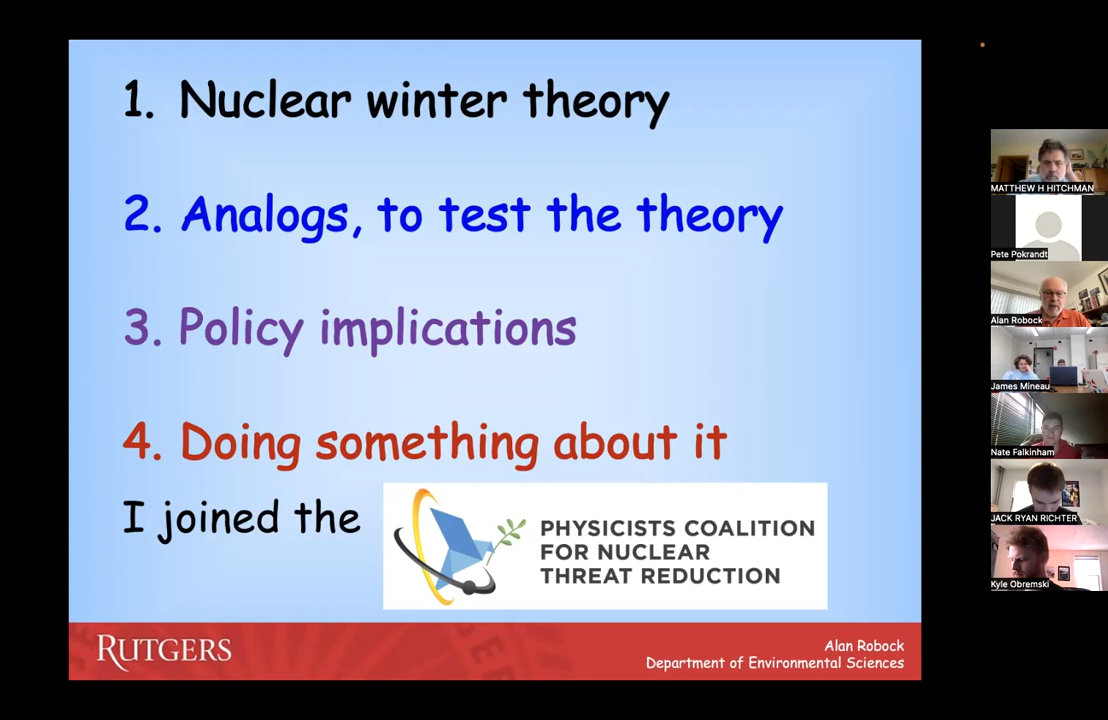 1. Nuclear winter theory
2. Analogs, to test the theory
3. Policy implications
4. Doing something about it
I joined the
PHYSICISTS COALITION
FOR NUCLEAR
THREAT REDUCTION
RUTGERS
Alan Robock
Department of Environmental Sciences
MATTHEW H HITCHMAN
Pete Pokrandt
Alan Robock
James Mineau
Nate Falkinham
JACK RYAN RICHTER
Kyle Obremski